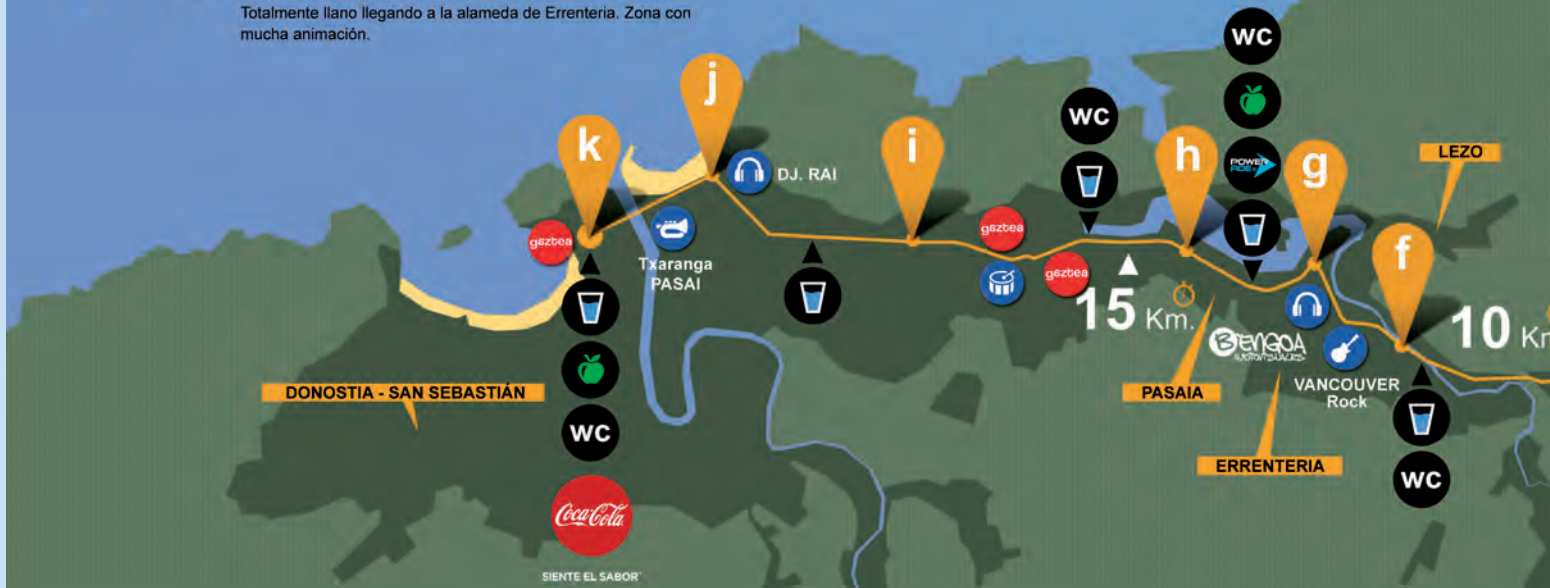 Totalmente llano llegando a la alameda de Errenteria. Zona con
mucha animación.
WC
j
LEZO
k
i
WC
h
POWERADE
g
DJ. RAI
gaztea
gaztea
f
Txaranga
PASAI
gaztea
15 Km.
10 Km
BENGOA
AUDIOVISUALES
DONOSTIA - SAN SEBASTIÁN
PASAIA
VANCOUVER
Rock
WC
ERRENTERIA
WC
Coca-Cola
SIENTE EL SABOR